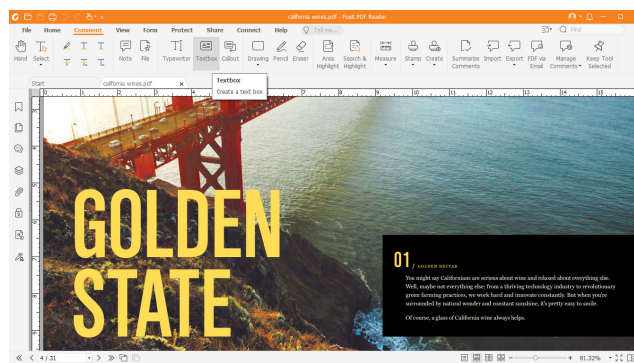 california wines.pdf - Foxit PDF Reader
File Home Comment View Form Protect Share Connect Help Tell me... Find
Hand Select Note File Typewriter Textbox Callout Drawing Pencil Eraser Area Highlight Search & Highlight Measure Stamp Create Summarize Comments Import Export FDF via Email Manage Comments Keep Tool Selected
Start california wines.pdf x
Textbox
Create a text box
GOLDEN
STATE
01 / GOLDEN NECTAR
You might say Californians are serious about wine and relaxed about everything else.
Well, maybe not everything else: from a thriving technology industry to revolutionary
green farming practices, we work hard and innovate constantly. But when you're
surrounded by natural wonder and constant sunshine, it's pretty easy to smile.
Of course, a glass of California wine always helps.
4 / 31 81.32%